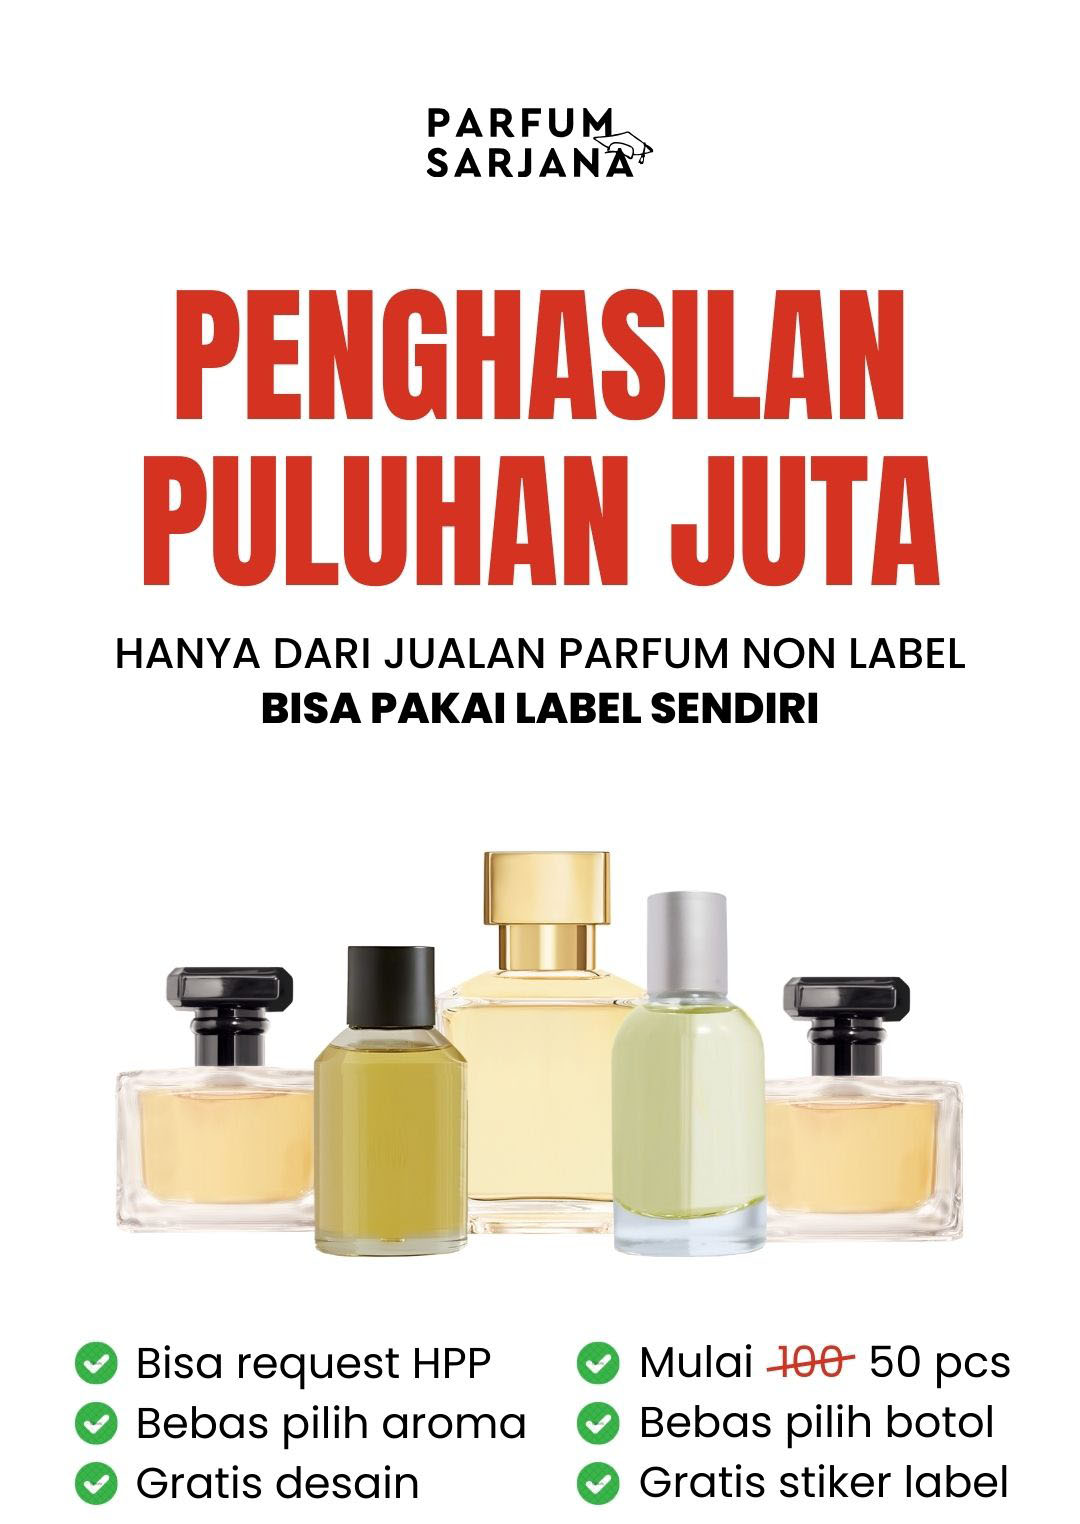 PARFUM
SARJANA
PENGHASILAN
PULUHAN JUTA
HANYA DARI JUALAN PARFUM NON LABEL
BISA PAKAI LABEL SENDIRI
Bisa request HPP
Bebas pilih aroma
Gratis desain
Mulai 100 50 pcs
Bebas pilih botol
Gratis stiker label